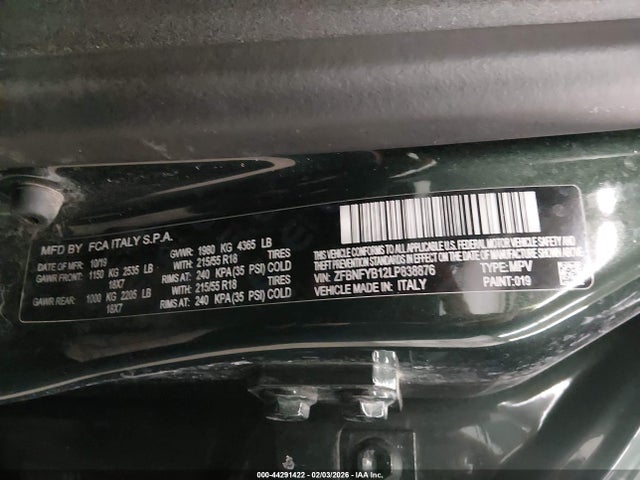 MFD BY FCA ITALY S.P.A.
DATE OF MFR: 10/19 GVWR: 1980 KG 4365 LB
GAWR FRONT: 1150 KG 2535 LB WITH: 215/55 R18 TIRES
18X7 RIMS AT: 240 KPA(35 PSI) COLD
GAWR REAR: 1000 KG 2205 LB WITH: 215/55 R18 TIRES
18X7 RIMS AT: 240 KPA(35 PSI) COLD
THIS VEHICLE CONFORMS TO ALL APPLICABLE U.S.A. FEDERAL MOTOR VEHICLE SAFETY, BUMPER, AND
THEFT PREVENTION STANDARDS IN EFFECT ON THE DATE OF MANUFACTURE SHOWN ABOVE.
VIN: ZFBNFYB12LP838876 TYPE: MPV
VEHICLE MADE IN: ITALY PAINT:019
000-44291422 - 02/03/2026 - IAA Inc.